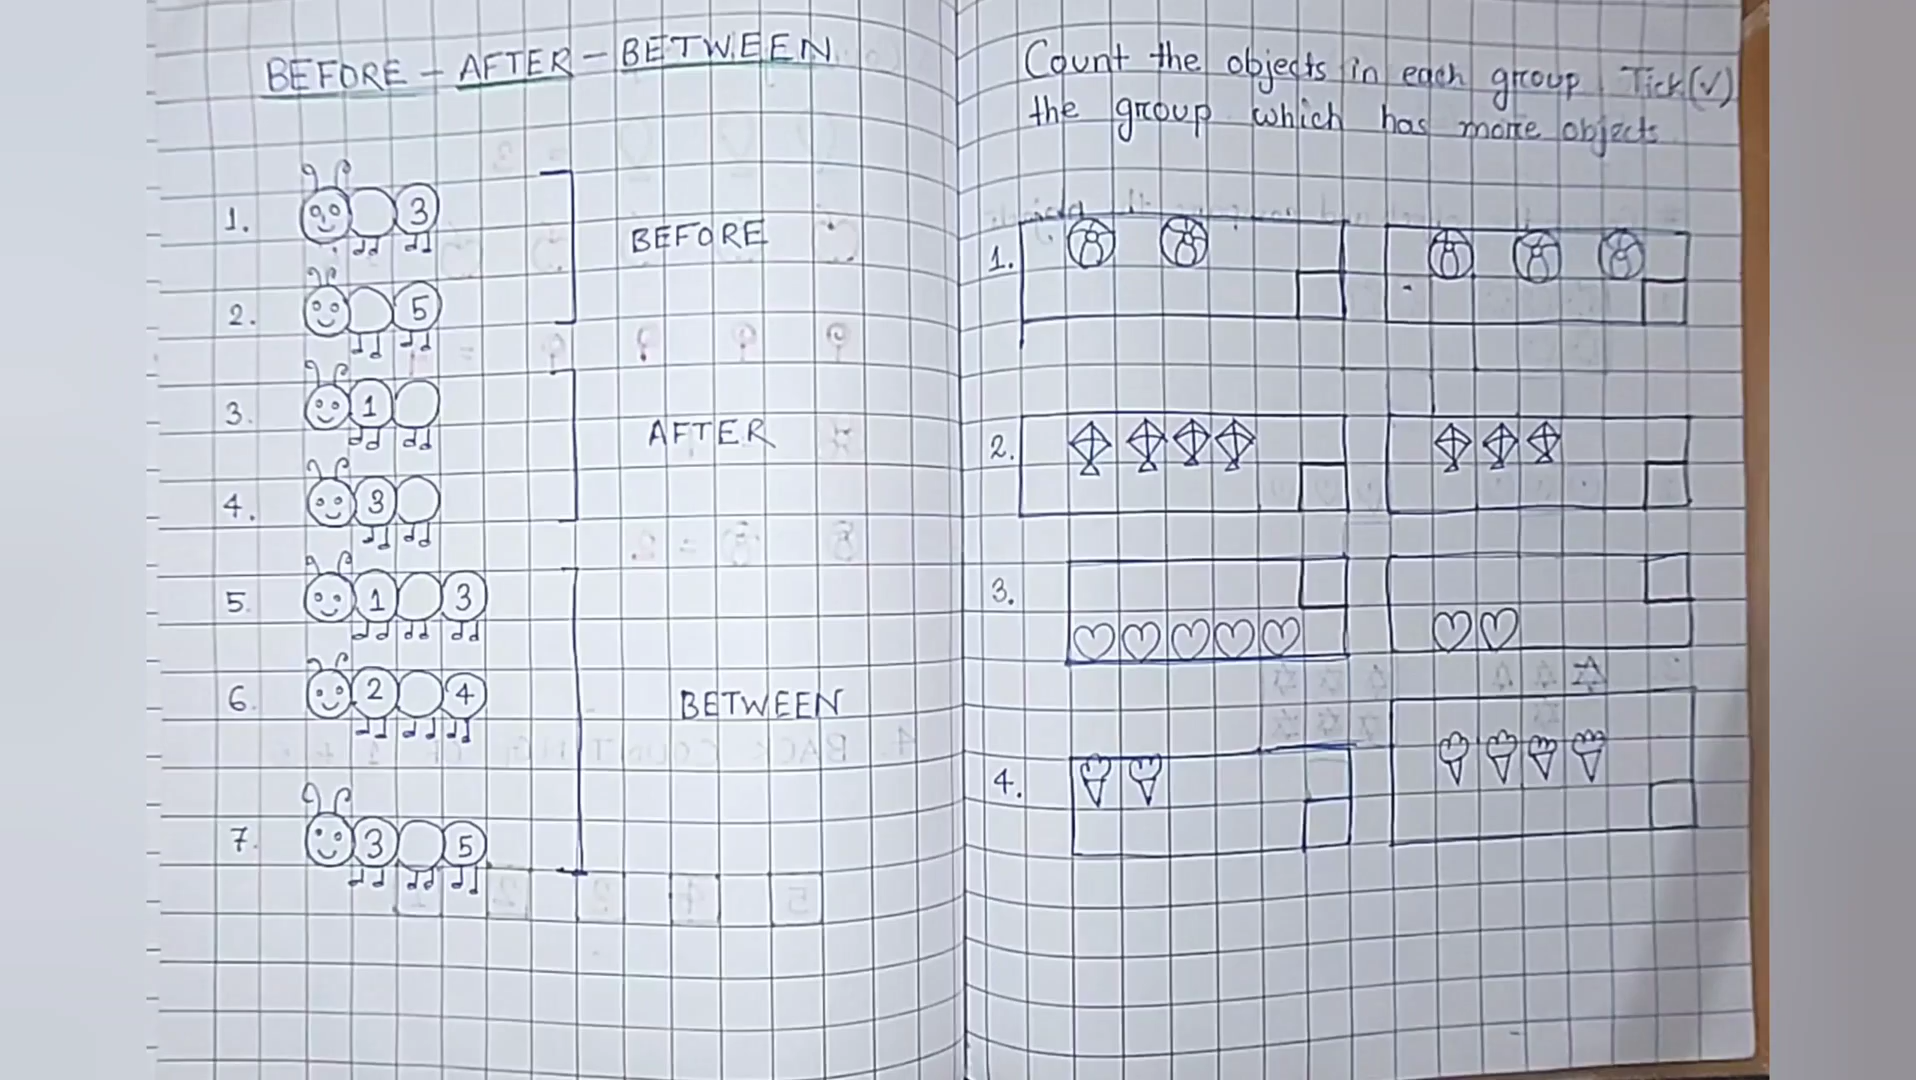 BEFORE - AFTER - BETWEEN
1. 3
2. 5
BEFORE
3. 1
4. 3
AFTER
5. 1 3
6. 2 4
7. 3 5
BETWEEN
Count the objects in each group. Tick (√)
the group which has more objects
1.
2.
3.
4.